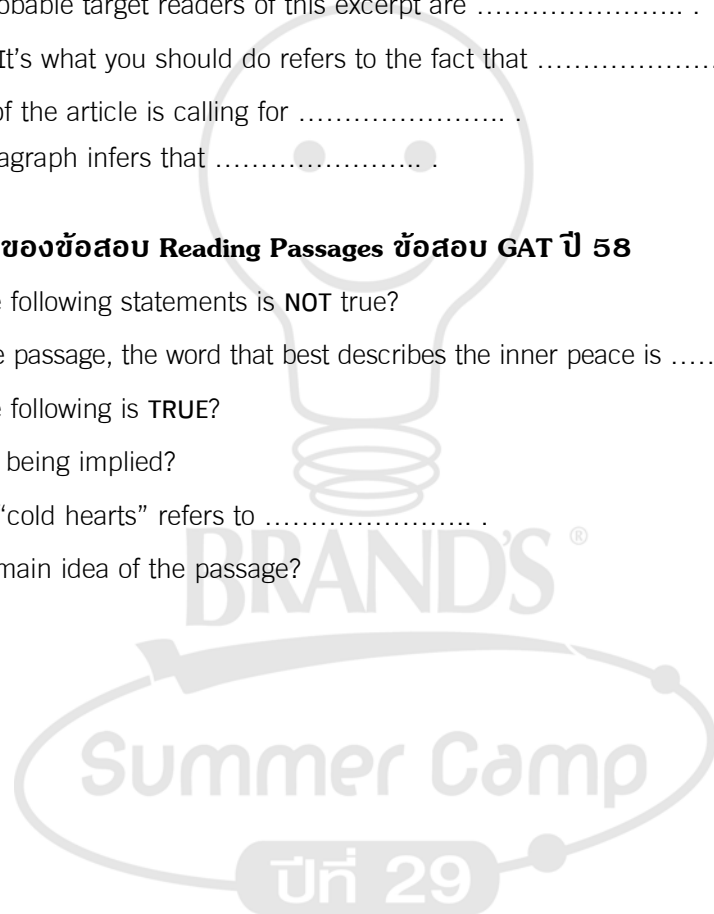 obable target readers of this excerpt are …………………… .
It's what you should do refers to the fact that …………………
of the article is calling for …………………… .
agraph infers that …………………… .
ของข้อสอบ Reading Passages ข้อสอบ GAT ปี 58
e following statements is NOT true?
e passage, the word that best describes the inner peace is ……
e following is TRUE?
being implied?
"cold hearts" refers to …………………… .
main idea of the passage?
BRAND'S ®
Summer Camp
ปีที่ 29